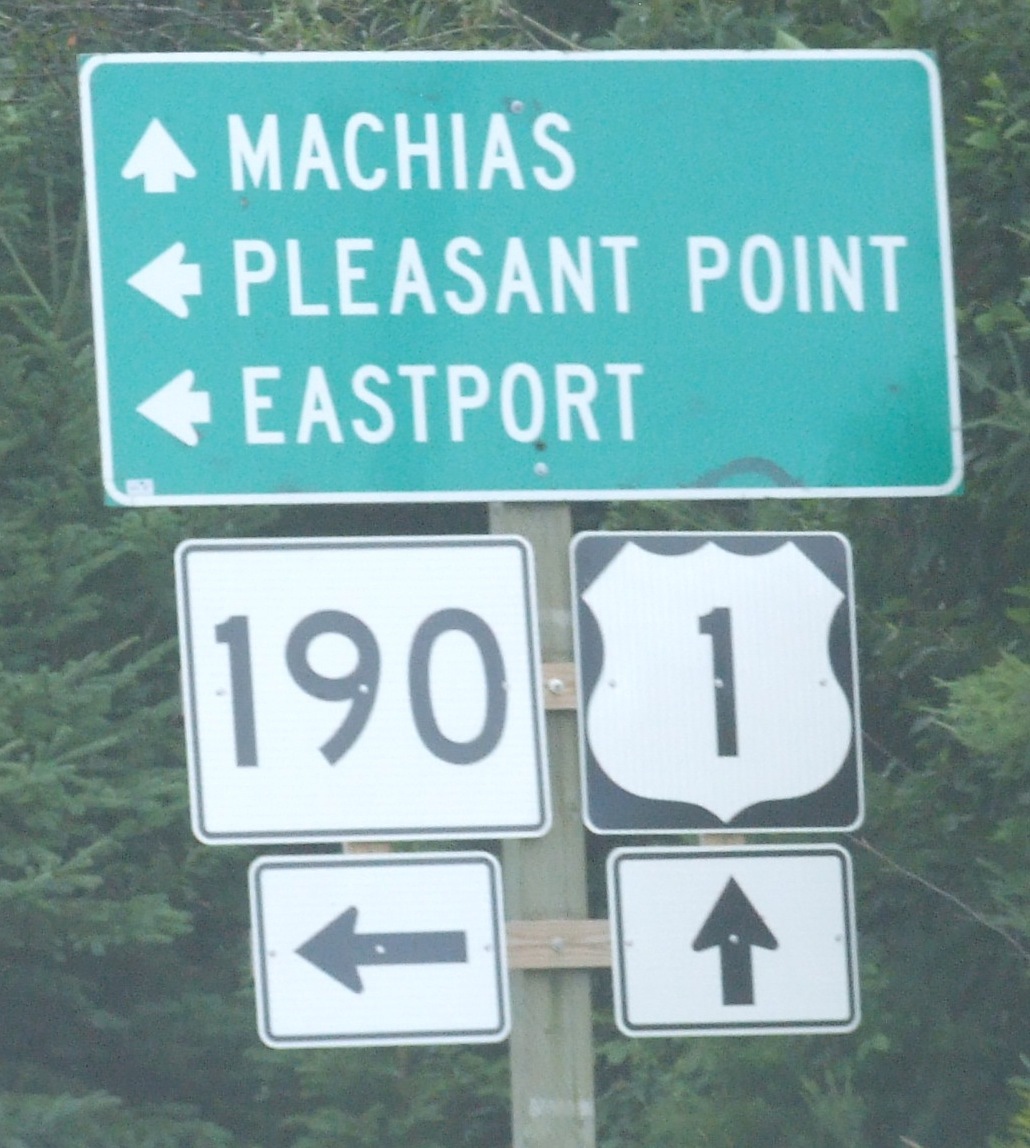 MACHIAS
PLEASANT POINT
EASTPORT
190
1